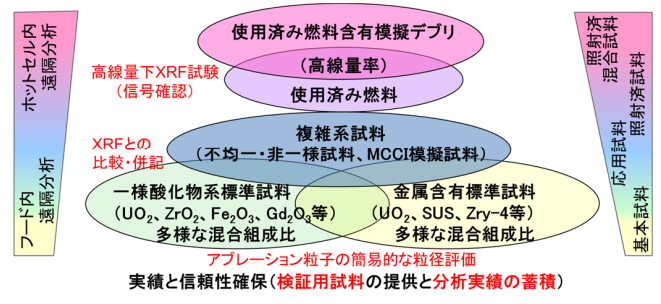 使用済み燃料含有模擬デブリ
(高線量率)
使用済み燃料
高線量下XRF試験
(信号確認)
複雑系試料
(不均一・非一様試料、MCCI模擬試料)
XRFとの
比較・併記
一様酸化物系標準試料
(UO₂、ZrO₂、Fe₂O₃、Gd₂O₃等)
多様な混合組成比
金属含有標準試料
(UO₂、SUS、Zry-4等)
多様な混合組成比
アブレーション粒子の簡易的な粒径評価
実績と信頼性確保(検証用試料の提供と分析実績の蓄積)
ホットセル内
遠隔分析
フード内
遠隔分析
照射済
混合試料
照射済試料
応用試料
基本試料